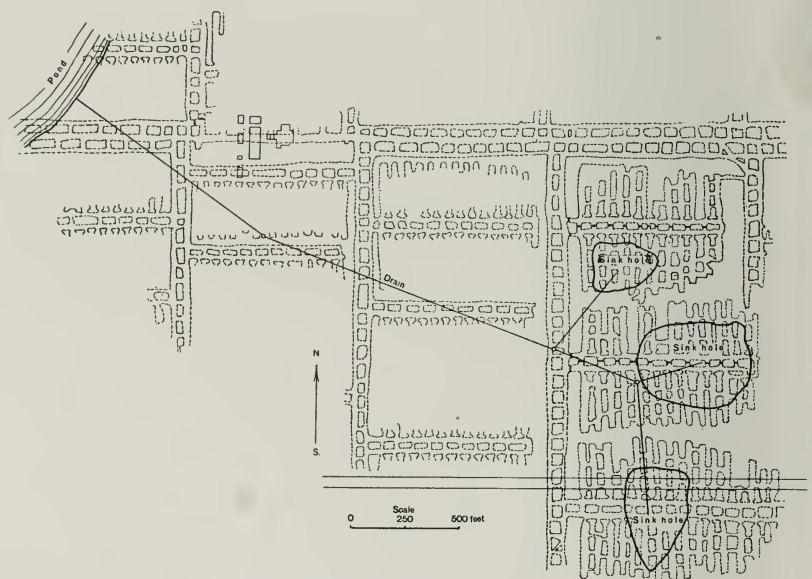 Pond
Sink hole
Drain
Sink hole
N
S.
Scale
0 250 500 feet
Sink hole